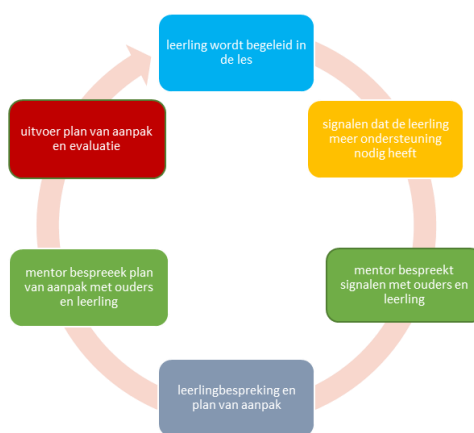 leerling wordt begeleid in
de les
signalen dat de leerling
meer ondersteuning
nodig heeft
mentor bespreekt
signalen met ouders en
leerling
leerlingbespreking en
plan van aanpak
mentor bespreeek plan
van aanpak met ouders
en leerling
uitvoer plan van aanpak
en evaluatie